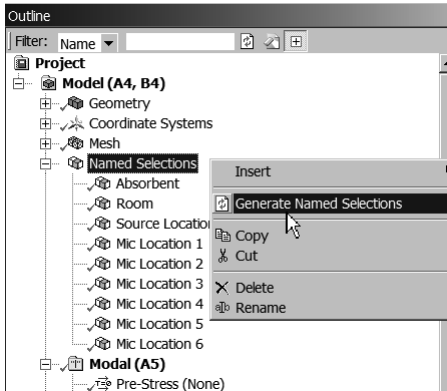 Outline
Filter: Name
Project
Model (A4, B4)
Geometry
Coordinate Systems
Mesh
Named Selections
Absorbent
Room
Source Locatio
Mic Location 1
Mic Location 2
Mic Location 3
Mic Location 4
Mic Location 5
Mic Location 6
Modal (A5)
Pre-Stress (None)
Insert
Generate Named Selections
Copy
Cut
Delete
Rename